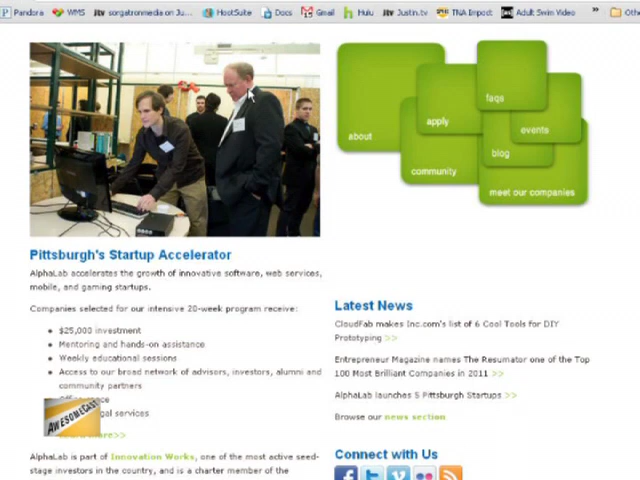 Pandora
WMS
sorgatronmedia on Ju...
HostSuite
Docs
Gmail
Hulu
Justin.tv
TNA Impact
Adult Swim Video
»
about
apply
faqs
events
blog
community
meet our companies
Pittsburgh's Startup Accelerator
AlphaLab accelerates the growth of innovative software, web services,
mobile, and gaming startups.
Companies selected for our intensive 20-week program receive:
$25,000 investment
Mentoring and hands-on assistance
Weekly educational sessions
Access to our broad network of advisors, investors, alumni and
community partners
AwesomeCast
services
AlphaLab is part of Innovation Works, one of the most active seed-
stage investors in the country, and is a charter member of the
Latest News
CloudFab makes Inc.com's list of 6 Cool Tools for DIY
Prototyping >>
Entrepreneur Magazine names The Resumator one of the Top
100 Most Brilliant Companies in 2011 >>
AlphaLab launches 5 Pittsburgh Startups >>
Browse our news section
Connect with Us